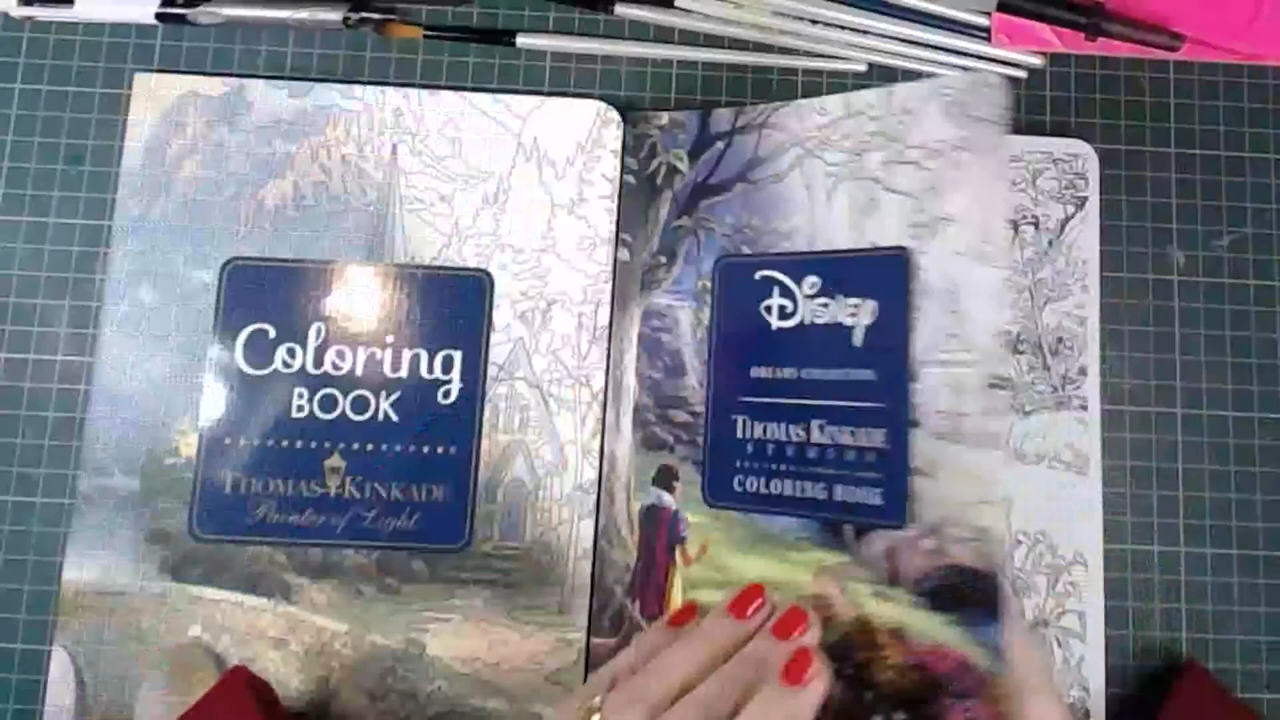 Coloring
BOOK
THOMAS KINKADE
Painter of Light
Disney
DREAMS COLLECTION
THOMAS KINKADE
STUDIOS
COLORING BOOK